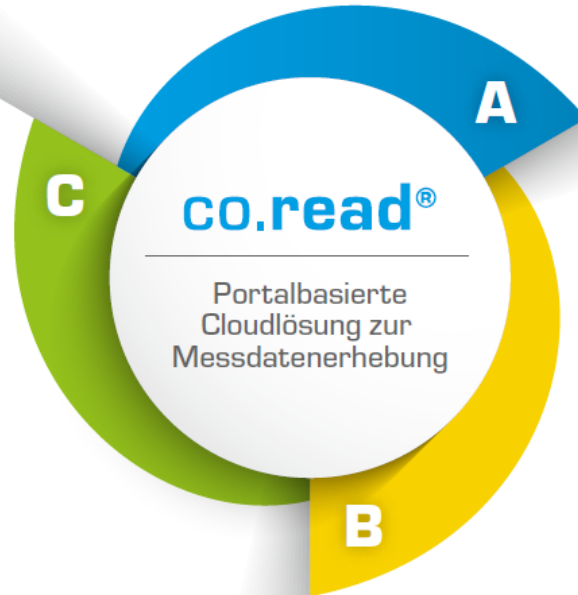 A
C
co.read®
Portalbasierte
Cloudlösung zur
Messdatenerhebung
B